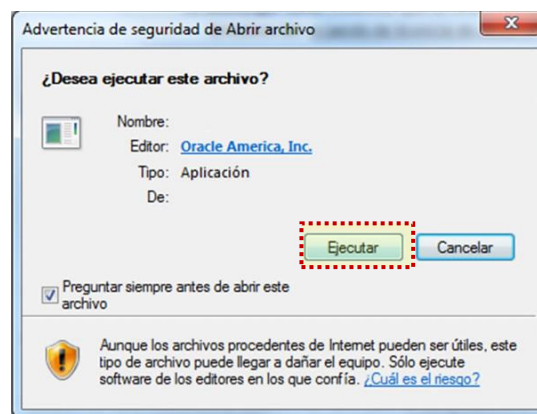 Advertencia de seguridad de Abrir archivo
¿Desea ejecutar este archivo?
Nombre:
Editor: Oracle America, Inc.
Tipo: Aplicación
De:
Ejecutar Cancelar
Preguntar siempre antes de abrir este
archivo
Aunque los archivos procedentes de Internet pueden ser útiles, este
tipo de archivo puede llegar a dañar el equipo. Sólo ejecute
software de los editores en los que confía. ¿Cuál es el riesgo?